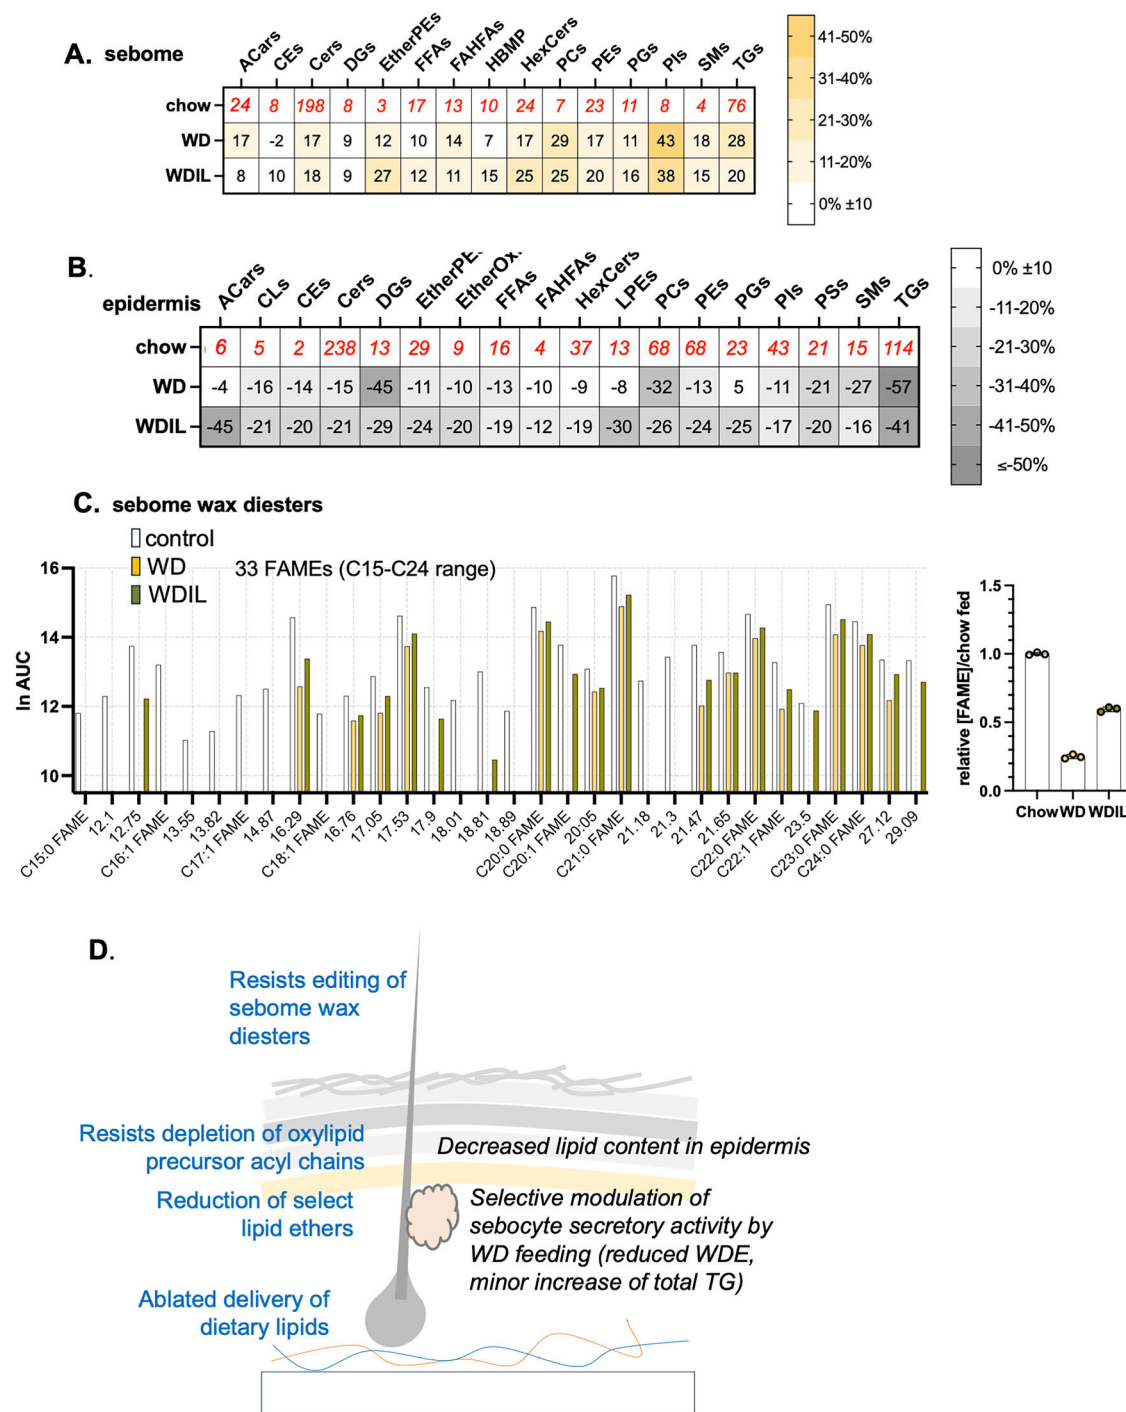 A. sebome
ACars CEs Cers DGs EtherPEs FFAs FAHFAs HBMP HexCers PCs PEs PGs PIs SMs TGs
chow 24 8 198 8 3 17 13 10 24 7 23 11 8 4 76
WD 17 -2 17 9 12 10 14 7 17 29 17 11 43 18 28
WDIL 8 10 18 9 27 12 11 15 25 25 20 16 38 15 20
41-50%
31-40%
21-30%
11-20%
0% ±10
B.
epidermis
ACars CLs CEs Cers DGs EtherPEs EtherOx. FFAs FAHFAs HexCers LPEs PCs PEs PGs PIs PSs SMs TGs
chow 6 5 2 238 13 29 9 16 4 37 13 68 68 23 43 21 15 114
WD -4 -16 -14 -15 -45 -11 -10 -13 -10 -9 -8 -32 -13 5 -11 -21 -27 -57
WDIL -45 -21 -20 -21 -29 -24 -20 -19 -12 -19 -30 -26 -24 -25 -17 -20 -16 -41
0% ±10
-11-20%
-21-30%
-31-40%
-41-50%
≤-50%
C. sebome wax diesters
control
WD
WDIL
33 FAMEs (C15-C24 range)
ln AUC
16
14
12
10
C15:0 FAME 12.1 12.75 C16:1 FAME 13.55 13.82 C17:1 FAME 14.87 16.29 C18:1 FAME 16.76 17.05 17.53 17.9 18.01 18.81 18.89 C20:0 FAME C20:1 FAME 20:05 C21:0 FAME 21.18 21.3 21.47 21.65 C22:0 FAME C22:1 FAME 23.5 C23:0 FAME C24:0 FAME 27.12 29.09
relative [FAME]/chow fed
1.5
1.0
0.5
0.0
Chow WD WDIL
D.
Resists editing of
sebome wax
diesters
Resists depletion of oxylipid
precursor acyl chains
Reduction of select
lipid ethers
Ablated delivery of
dietary lipids
Decreased lipid content in epidermis
Selective modulation of
sebocyte secretory activity by
WD feeding (reduced WDE,
minor increase of total TG)